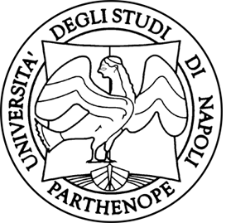 UNIVERSITA' DEGLI STUDI DI NAPOLI
PARTHENOPE